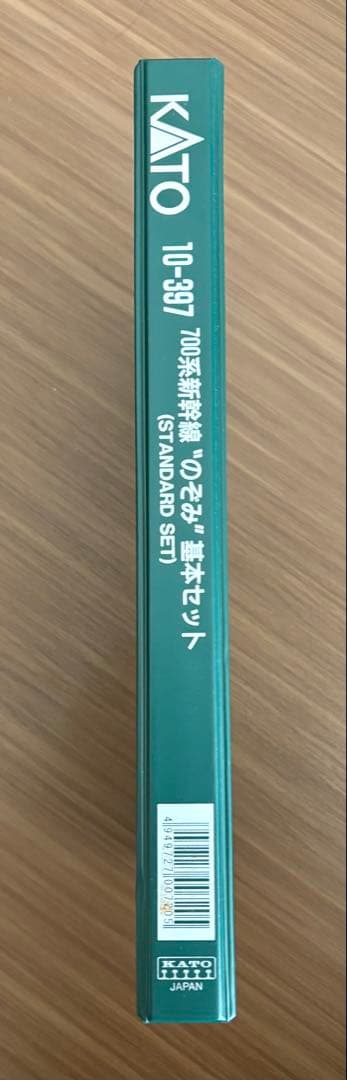 KATO
10-397
700系新幹線 "のぞみ" 基本セット
(STANDARD SET)
KATO
JAPAN